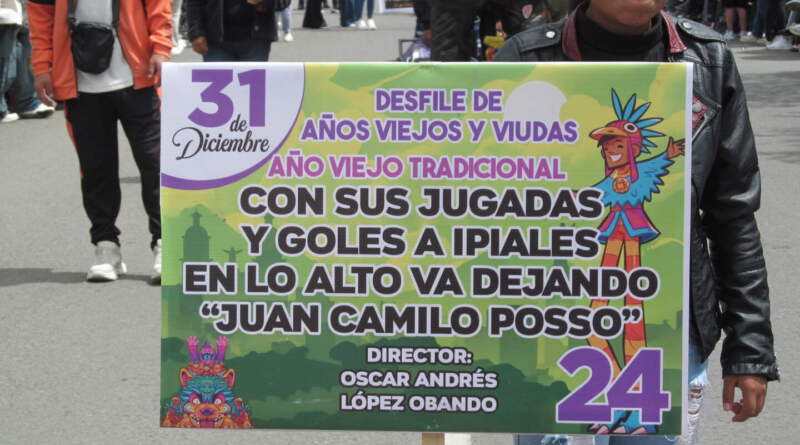 31
de
Diciembre
DESFILE DE
AÑOS VIEJOS Y VIUDAS
AÑO VIEJO TRADICIONAL
CON SUS JUGADAS
Y GOLES A IPIALES
EN LO ALTO VA DEJANDO
“JUAN CAMILO POSSO”
DIRECTOR:
OSCAR ANDRÉS
LÓPEZ OBANDO
24